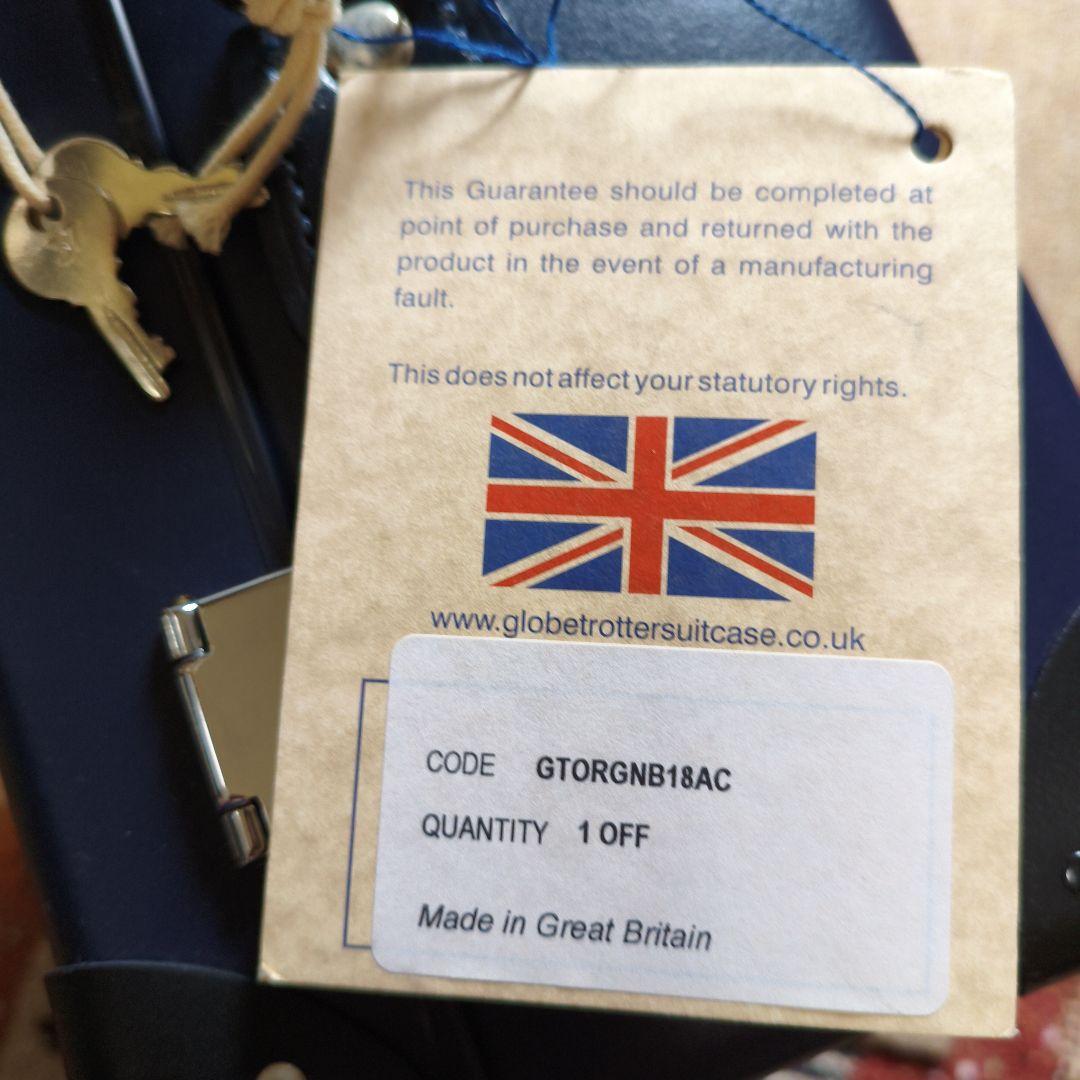 This Guarantee should be completed at
point of purchase and returned with the
product in the event of a manufacturing
fault.
This does not affect your statutory rights.
www.globetrottersuitcase.co.uk
CODE GTORGNB18AC
QUANTITY 1 OFF
Made in Great Britain